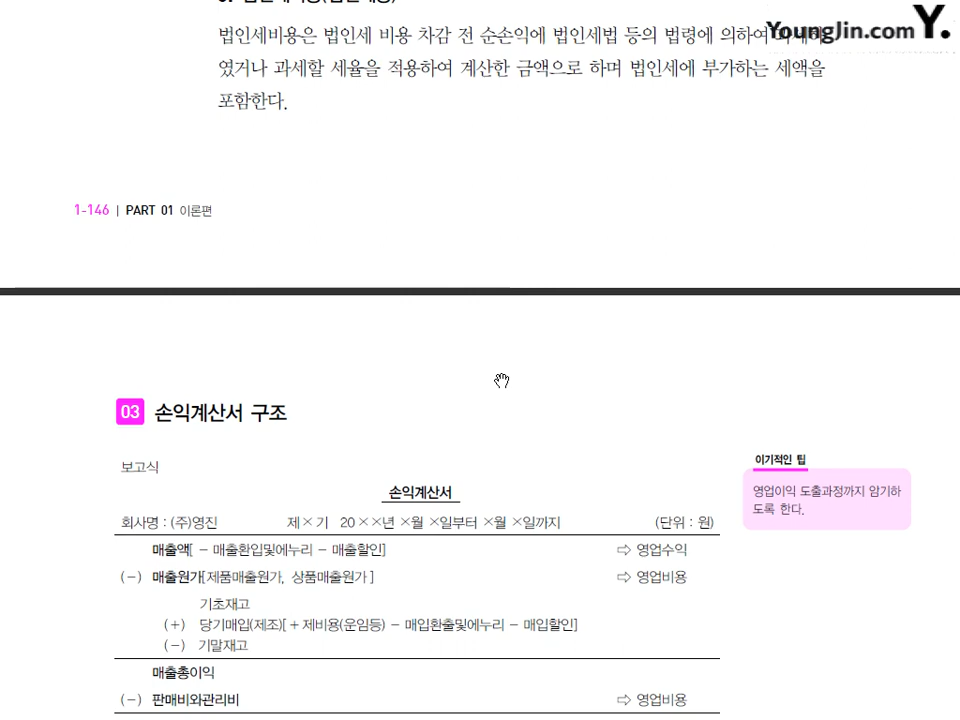 YoungJin.com Y.
법인세비용은 법인세 비용 차감 전 순손익에 법인세법 등의 법령에 의하여
였거나 과세할 세율을 적용하여 계산한 금액으로 하며 법인세에 부가하는 세액을
포함한다.
1-146 | PART 01 이론편
03 손익계산서 구조
보고식
이기적인 팁
영업이익 도출과정까지 암기하
도록 한다.
손익계산서
회사명 : (주)영진 제×기 20××년 ×월 ×일부터 ×월 ×일까지 (단위 : 원)
매출액[ - 매출환입및에누리 - 매출할인] ⇨ 영업수익
(-) 매출원가[제품매출원가, 상품매출원가] ⇨ 영업비용
기초재고
(+) 당기매입(제조)[+제비용(운임등) - 매입환출및에누리 - 매입할인]
(-) 기말재고
매출총이익
(-) 판매비와관리비 ⇨ 영업비용